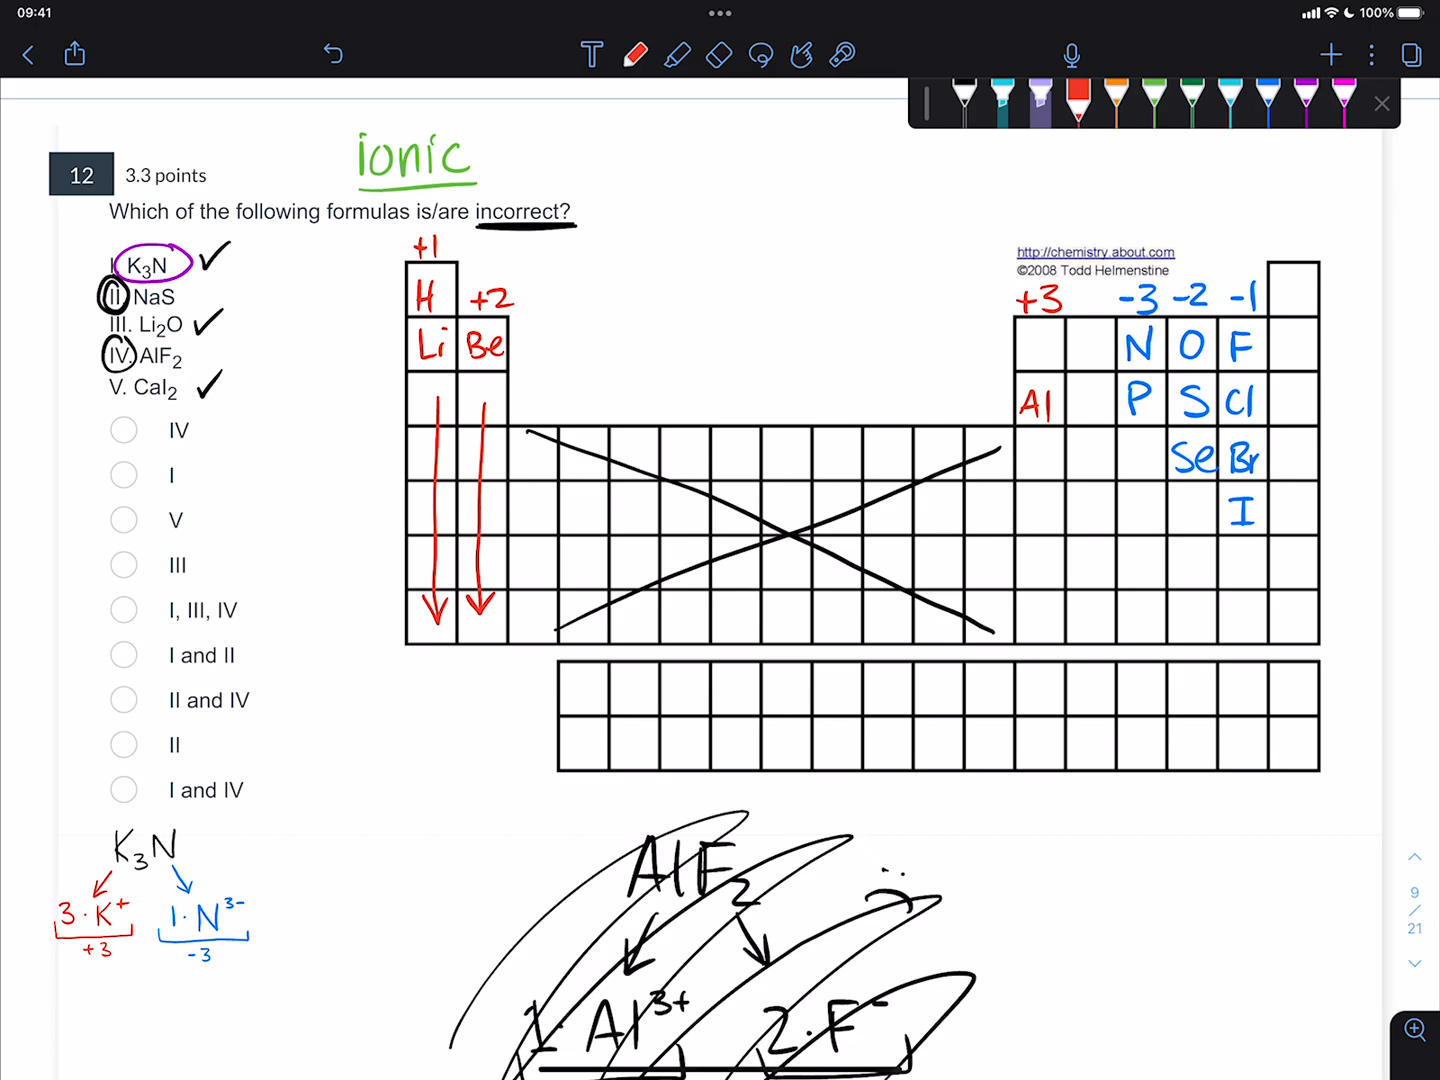 09:41
100%
ionic
12
3.3 points
Which of the following formulas is/are incorrect?
I. K₃N ✓
II. NaS
III. Li₂O ✓
IV. AlF₂
V. CaI₂ ✓
IV
I
V
III
I, III, IV
I and II
II and IV
II
I and IV
http://chemistry.about.com
©2008 Todd Helmenstine
+1
H +2 +3 -3 -2 -1
Li Be N O F
Al P S Cl
Se Br
I
K₃N
3·K⁺ 1·N³⁻
+3 -3
AlF₂
1·Al³⁺ 2·F⁻
9
/
21